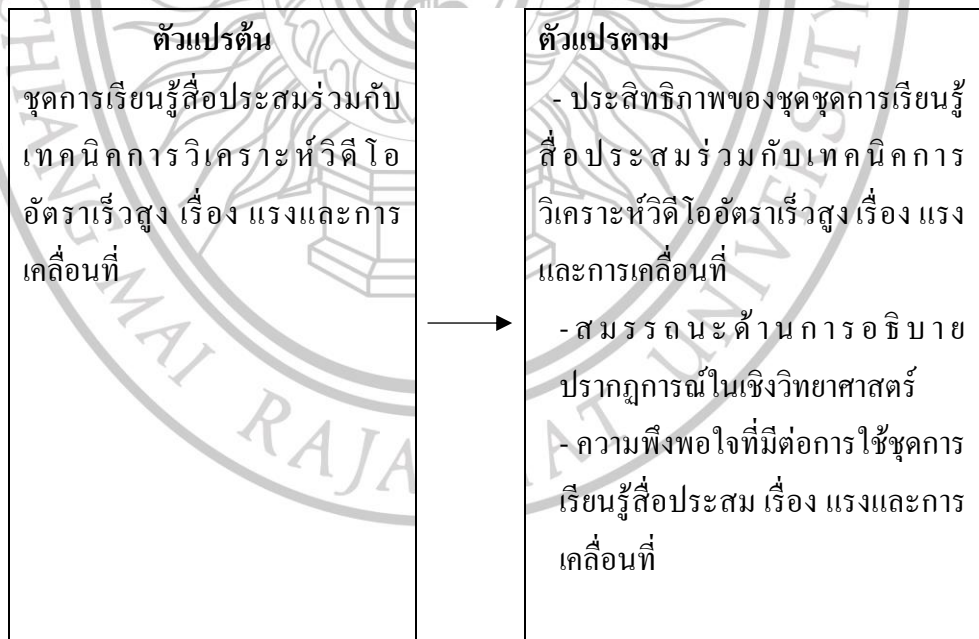 ตัวแปรต้น
ชุดการเรียนรู้สื่อประสมร่วมกับ
เทคนิคการวิเคราะห์วิดีโอ
อัตราเร็วสูง เรื่อง แรงและการ
เคลื่อนที่
ตัวแปรตาม
- ประสิทธิภาพของชุดชุดการเรียนรู้
สื่อประสมร่วมกับเทคนิคการ
วิเคราะห์วิดีโออัตราเร็วสูง เรื่อง แรง
และการเคลื่อนที่
- สมรรถนะด้านการอธิบาย
ปรากฏการณ์ในเชิงวิทยาศาสตร์
- ความพึงพอใจที่มีต่อการใช้ชุดการ
เรียนรู้สื่อประสม เรื่อง แรงและการ
เคลื่อนที่
CHIANG MAI RAJABHAT UNIVERSITY